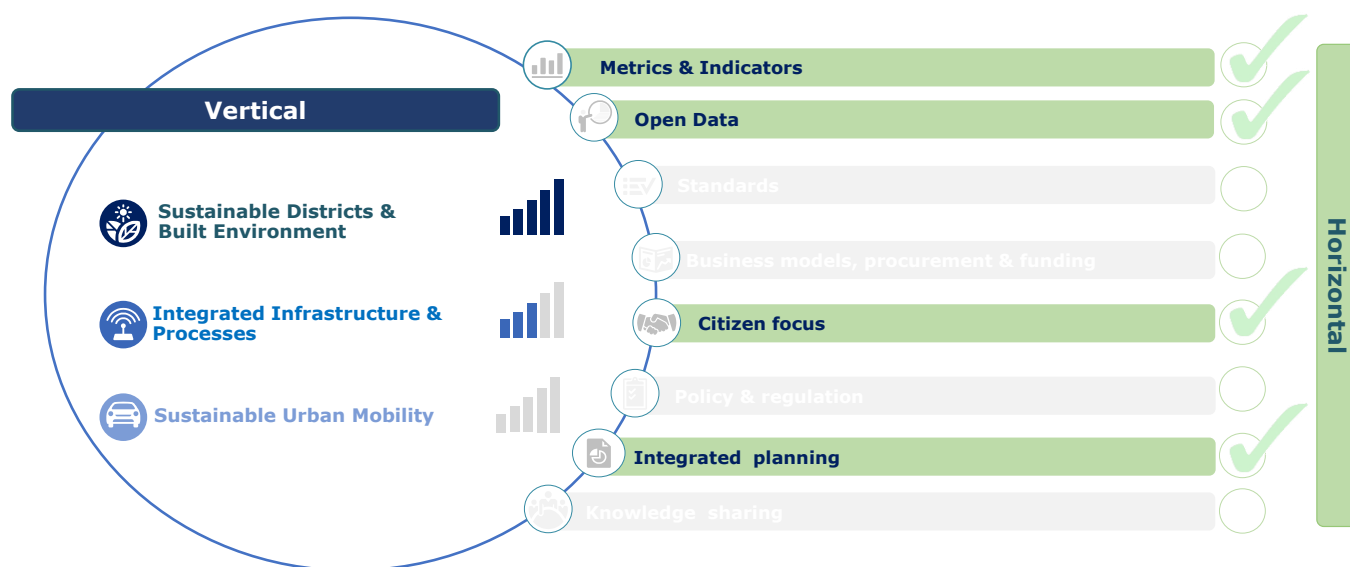 Vertical
Sustainable Districts &
Built Environment
Integrated Infrastructure &
Processes
Sustainable Urban Mobility
Metrics & Indicators
Open Data
Standards
Business models, procurement & funding
Citizen focus
Policy & regulation
Integrated planning
Knowledge sharing
Horizontal